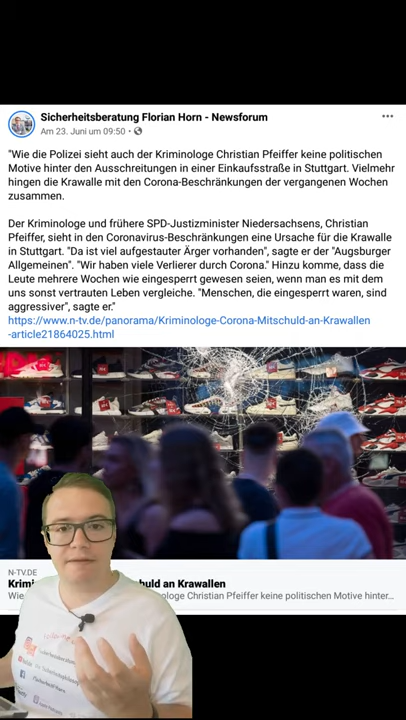 Sicherheitsberatung Florian Horn - Newsforum
Am 23. Juni um 09:50 •
"Wie die Polizei sieht auch der Kriminologe Christian Pfeiffer keine politischen
Motive hinter den Ausschreitungen in einer Einkaufsstraße in Stuttgart. Vielmehr
hingen die Krawalle mit den Corona-Beschränkungen der vergangenen Wochen
zusammen.
Der Kriminologe und frühere SPD-Justizminister Niedersachsens, Christian
Pfeiffer, sieht in den Coronavirus-Beschränkungen eine Ursache für die Krawalle
in Stuttgart. "Da ist viel aufgestauter Ärger vorhanden", sagte er der "Augsburger
Allgemeinen". "Wir haben viele Verlierer durch Corona." Hinzu komme, dass die
Leute mehrere Wochen wie eingesperrt gewesen seien, wenn man es mit dem
uns sonst vertrauten Leben vergleiche. "Menschen, die eingesperrt waren, sind
aggressiver", sagte er."
https://www.n-tv.de/panorama/Kriminologe-Corona-Mitschuld-an-Krawallen
-article21864025.html
N-TV.DE
Krimi schuld an Krawallen
Wie nologe Christian Pfeiffer keine politischen Motive hinter...